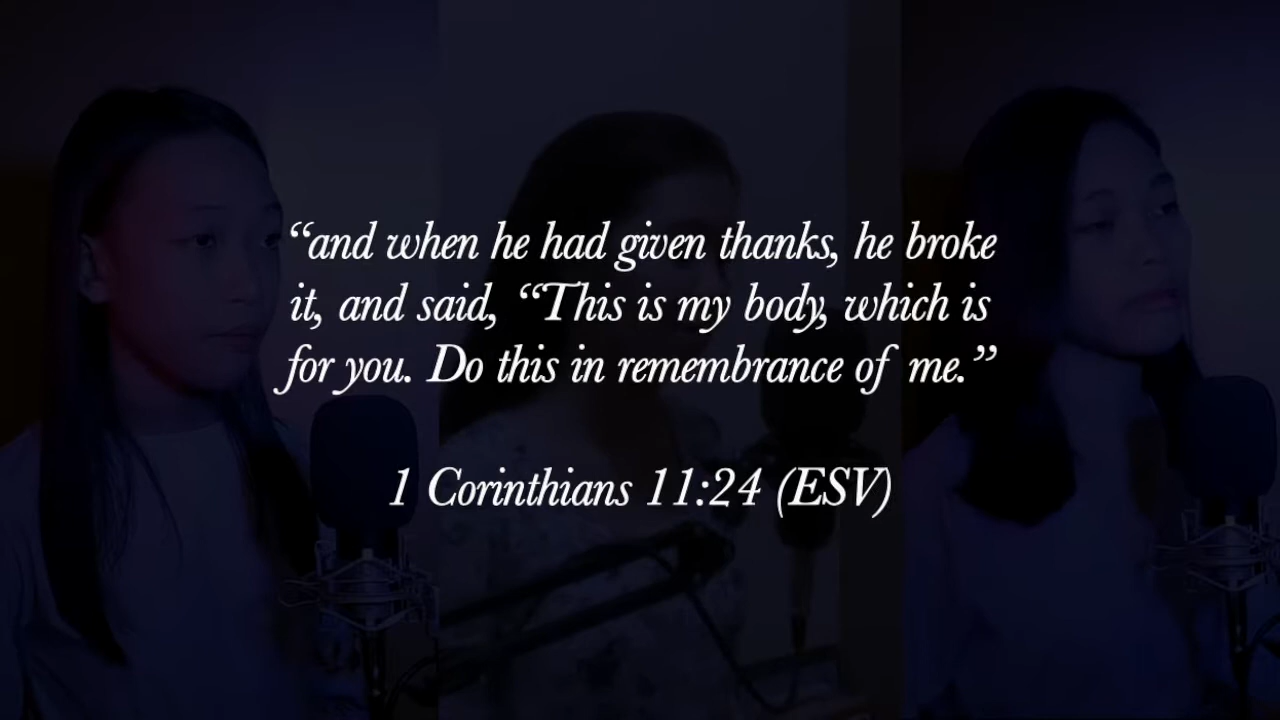 “and when he had given thanks, he broke
it, and said, “This is my body, which is
for you. Do this in remembrance of me.”
1 Corinthians 11:24 (ESV)